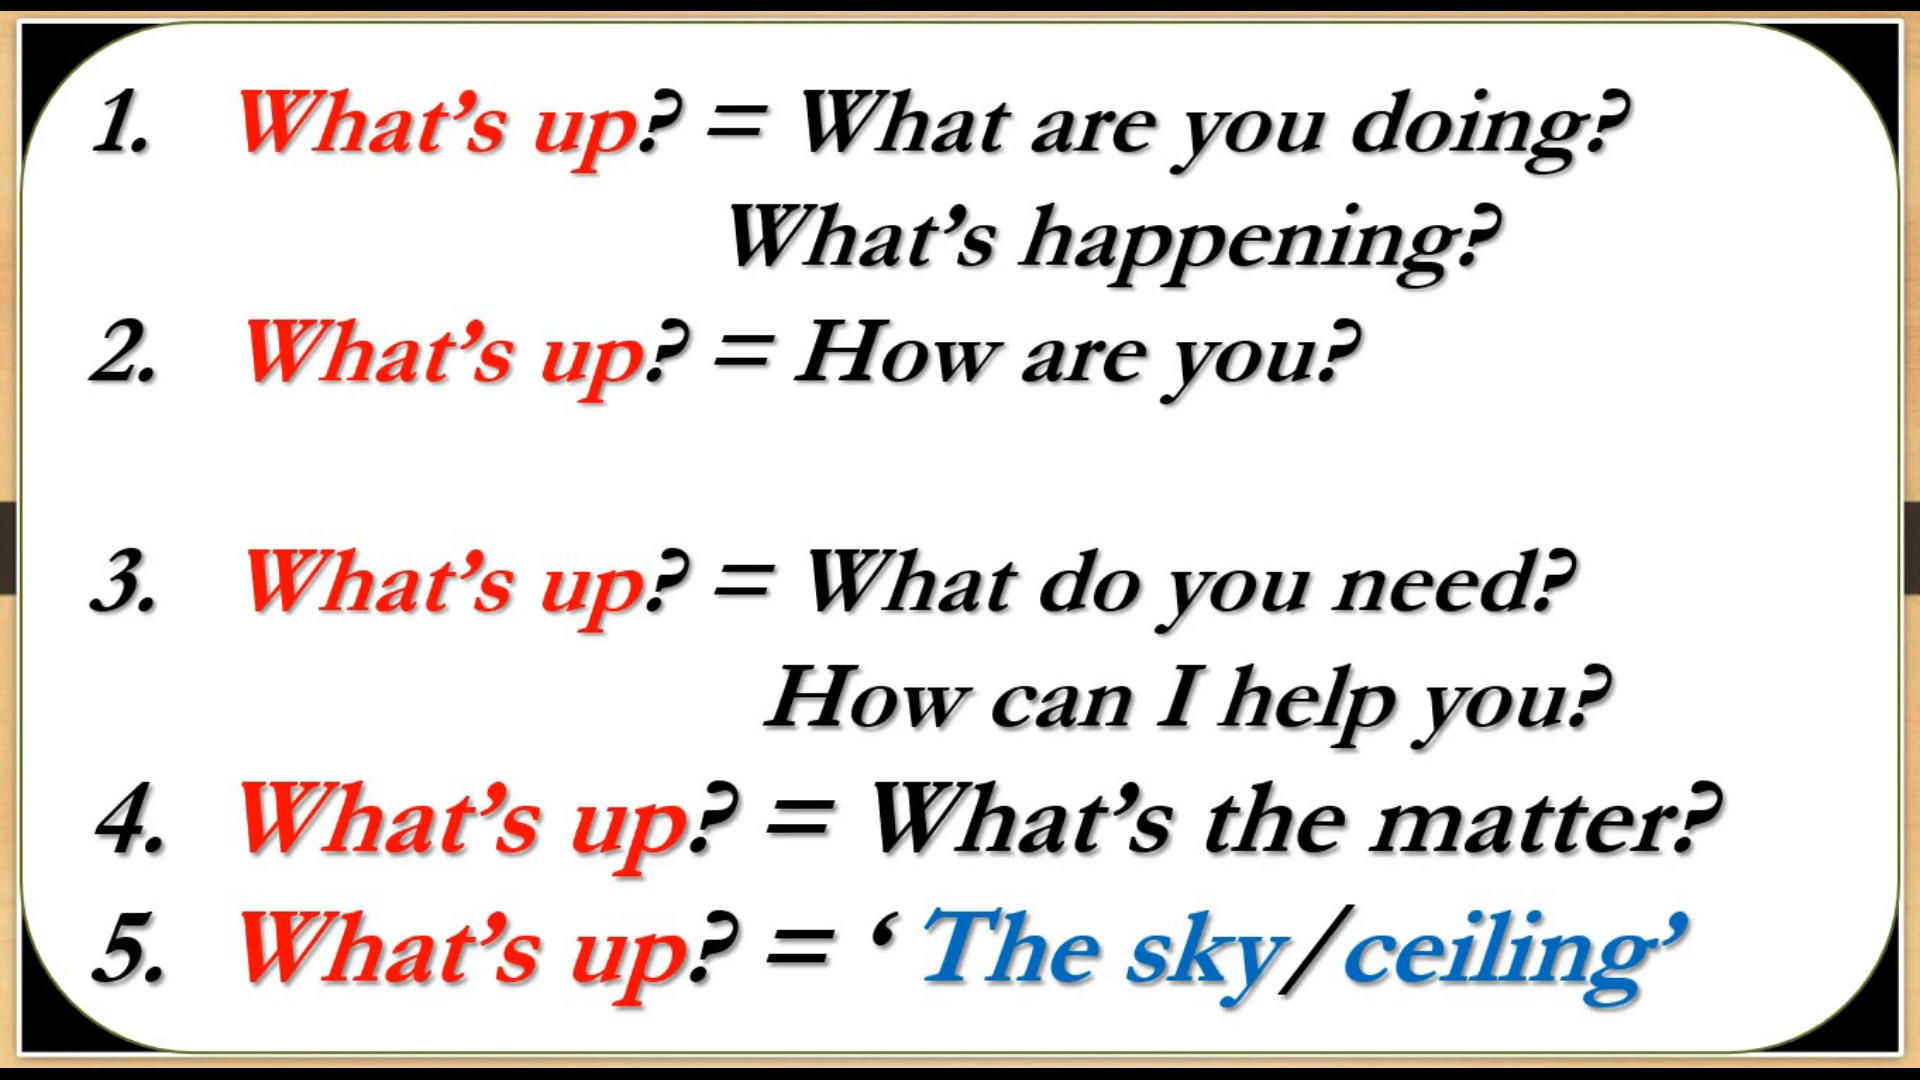 1. What’s up? = What are you doing?
What’s happening?
2. What’s up? = How are you?
3. What’s up? = What do you need?
How can I help you?
4. What’s up? = What’s the matter?
5. What’s up? = ‘ The sky/ceiling’